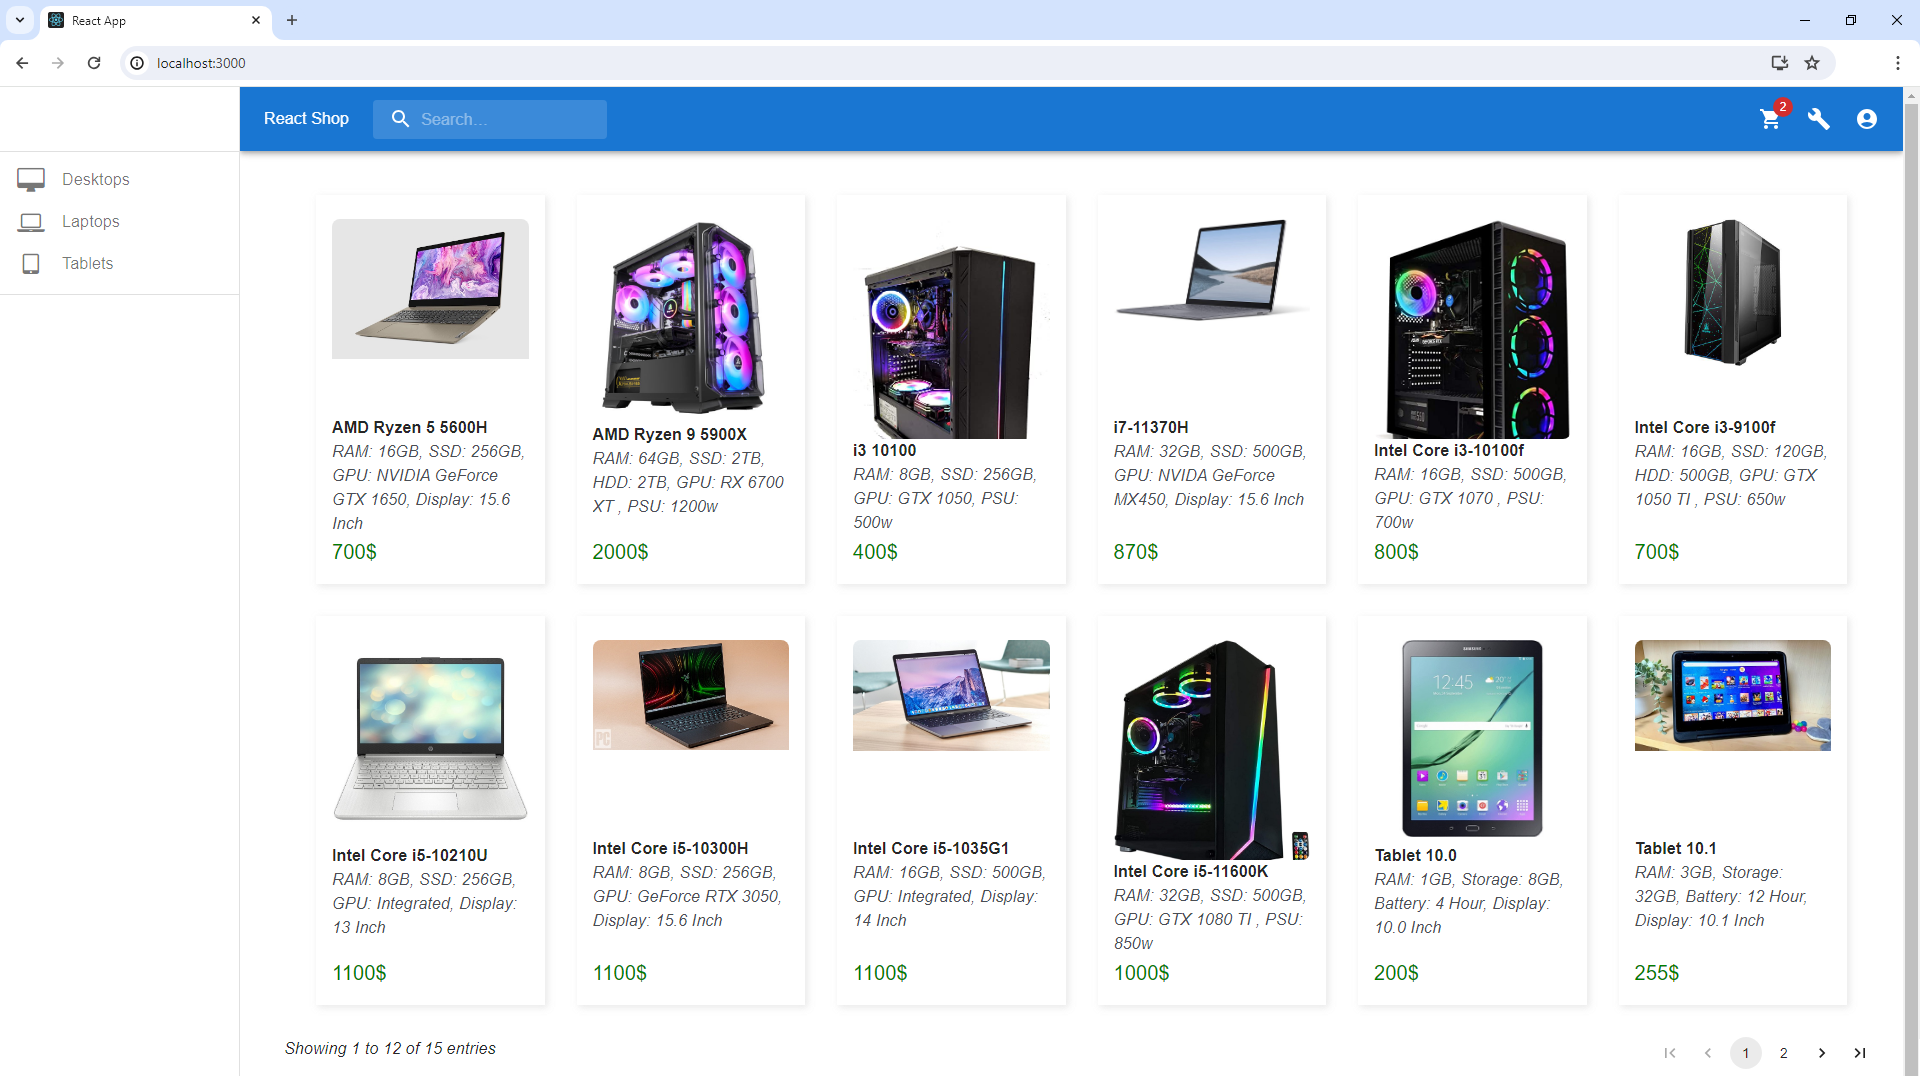 React App
localhost:3000
React Shop
Search...
2
Desktops
Laptops
Tablets
AMD Ryzen 5 5600H
RAM: 16GB, SSD: 256GB,
GPU: NVIDIA GeForce
GTX 1650, Display: 15.6
Inch
700$
AMD Ryzen 9 5900X
RAM: 64GB, SSD: 2TB,
HDD: 2TB, GPU: RX 6700
XT , PSU: 1200w
2000$
i3 10100
RAM: 8GB, SSD: 256GB,
GPU: GTX 1050, PSU:
500w
400$
i7-11370H
RAM: 32GB, SSD: 500GB,
GPU: NVIDIA GeForce
MX450, Display: 15.6 Inch
870$
Intel Core i3-10100f
RAM: 16GB, SSD: 500GB,
GPU: GTX 1070 , PSU:
700w
800$
Intel Core i3-9100f
RAM: 16GB, SSD: 120GB,
HDD: 500GB, GPU: GTX
1050 TI , PSU: 650w
700$
Intel Core i5-10210U
RAM: 8GB, SSD: 256GB,
GPU: Integrated, Display:
13 Inch
1100$
PC
Intel Core i5-10300H
RAM: 8GB, SSD: 256GB,
GPU: GeForce RTX 3050,
Display: 15.6 Inch
1100$
Intel Core i5-1035G1
RAM: 16GB, SSD: 500GB,
GPU: Integrated, Display:
14 Inch
1100$
Intel Core i5-11600K
RAM: 32GB, SSD: 500GB,
GPU: GTX 1080 TI , PSU:
850w
1000$
SAMSUNG
12:45
20°
Tablet 10.0
RAM: 1GB, Storage: 8GB,
Battery: 4 Hour, Display:
10.0 Inch
200$
Tablet 10.1
RAM: 3GB, Storage:
32GB, Battery: 12 Hour,
Display: 10.1 Inch
255$
Showing 1 to 12 of 15 entries
1
2